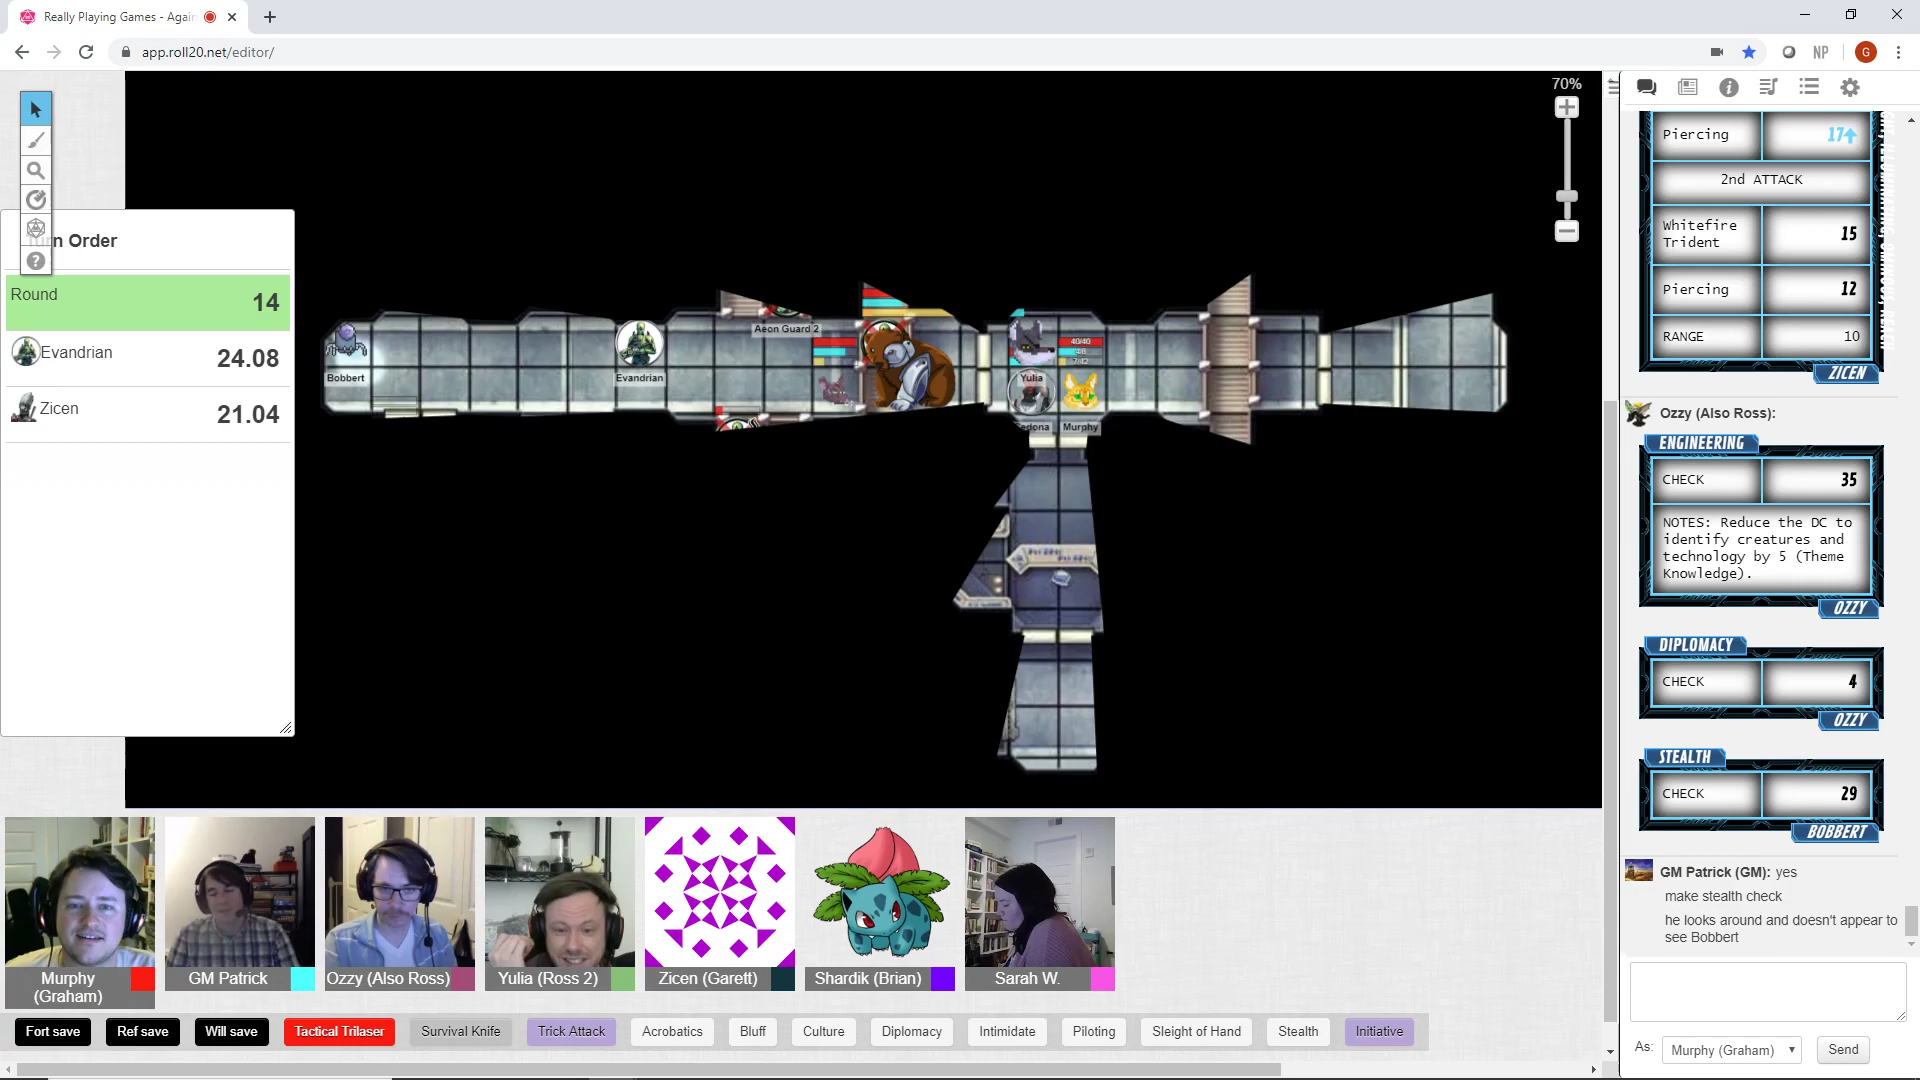 Really Playing Games - Agai
app.roll20.net/editor/
NP
G
70%
n Order
Round
14
Evandrian
24.08
Zicen
21.04
Bobbert
Evandrian
Aeon Guard 2
40/40
Yulia
edona
Murphy
Piercing
17
2nd ATTACK
Whitefire
Trident
15
Piercing
12
RANGE
10
ZICEN
Ozzy (Also Ross):
ENGINEERING
CHECK
35
NOTES: Reduce the DC to
identify creatures and
technology by 5 (Theme
Knowledge).
OZZY
DIPLOMACY
CHECK
4
OZZY
STEALTH
CHECK
29
BOBBERT
GM Patrick (GM): yes
make stealth check
he looks around and doesn't appear to
see Bobbert
As:
Murphy (Graham)
Send
Murphy
(Graham)
GM Patrick
Ozzy (Also Ross)
Yulia (Ross 2)
Zicen (Garett)
Shardik (Brian)
Sarah W.
Fort save
Ref save
Will save
Tactical Trilaser
Survival Knife
Trick Attack
Acrobatics
Bluff
Culture
Diplomacy
Intimidate
Piloting
Sleight of Hand
Stealth
Initiative